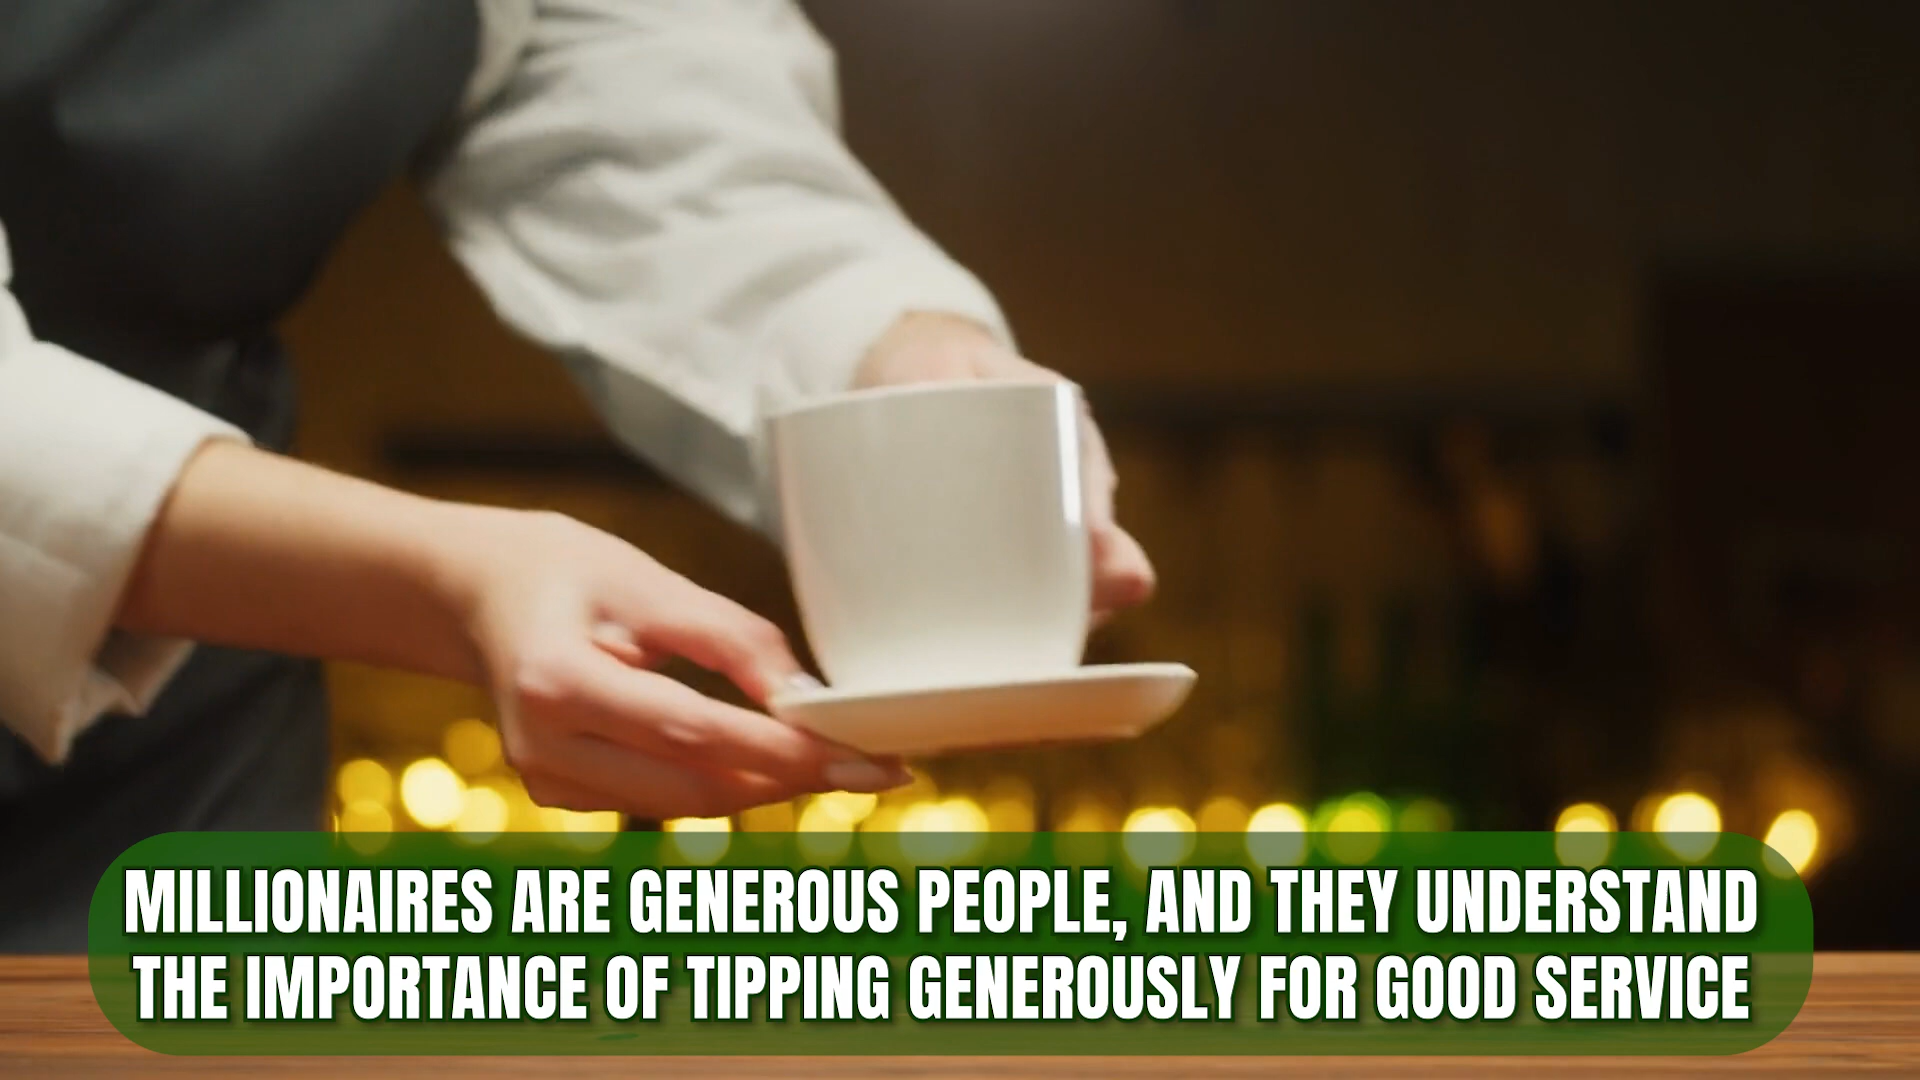 MILLIONAIRES ARE GENEROUS PEOPLE, AND THEY UNDERSTAND
THE IMPORTANCE OF TIPPING GENEROUSLY FOR GOOD SERVICE